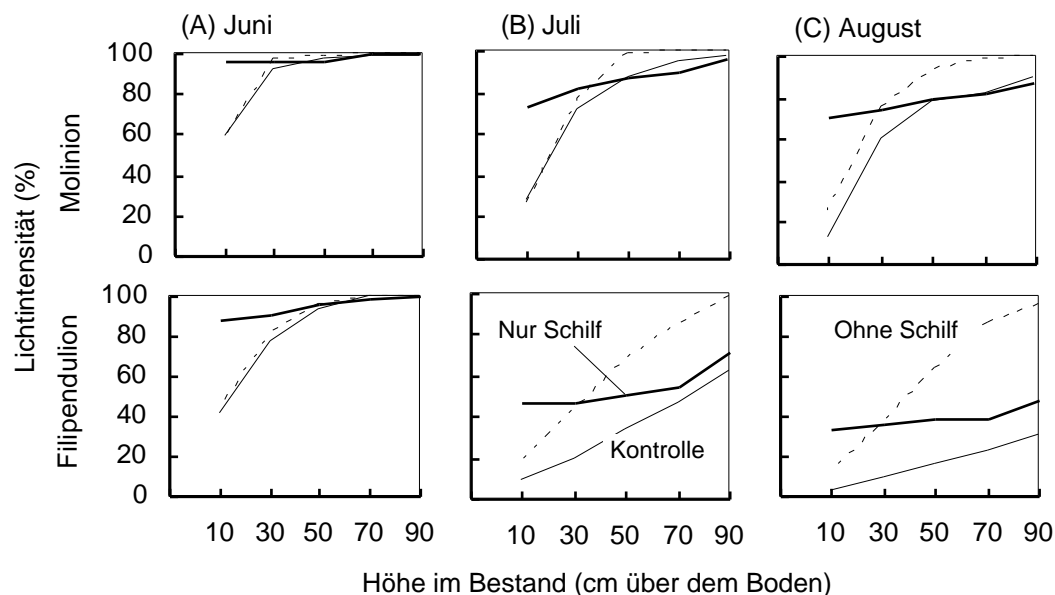 (A) Juni
(B) Juli
(C) August
Lichtintensität (%)
Molinion
100
80
60
40
20
0
Filipendulion
100
80
60
40
20
0
Nur Schilf
Kontrolle
Ohne Schilf
10 30 50 70 90
10 30 50 70 90
10 30 50 70 90
Höhe im Bestand (cm über dem Boden)